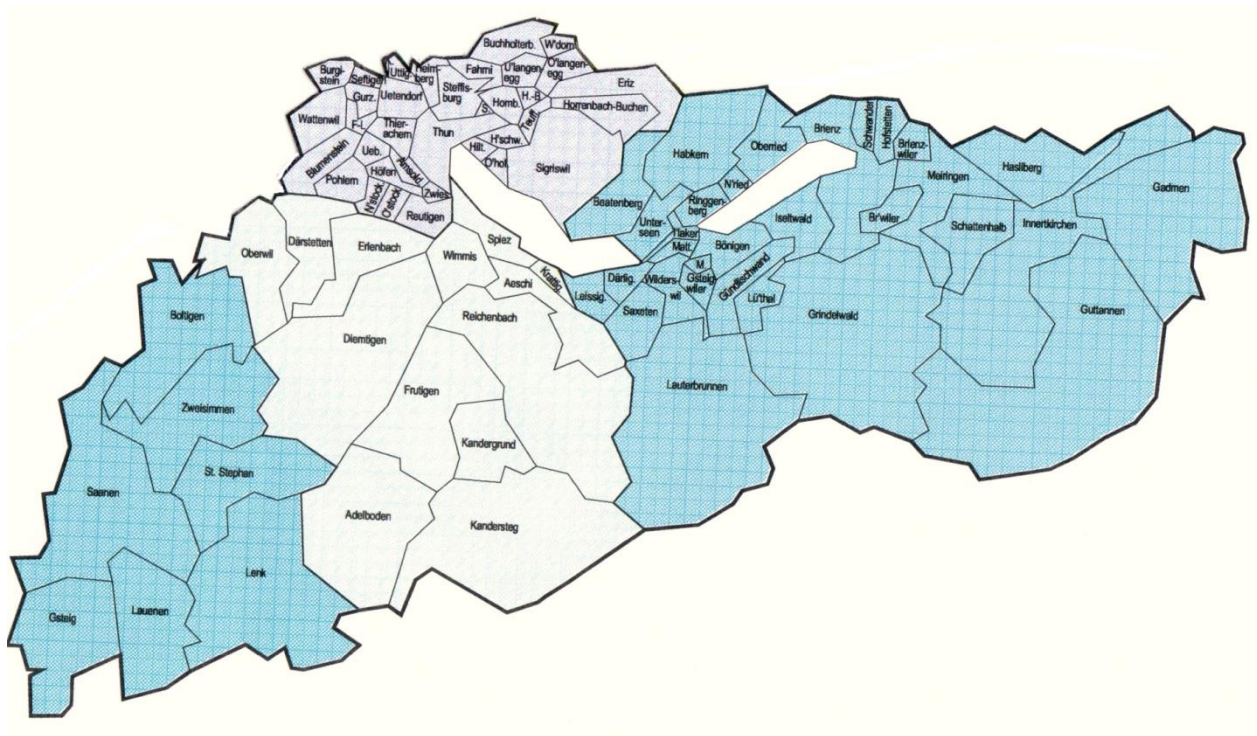 Buchholterb.
W'dorn
Burgi-
stein
Seftigen
Uttig.
Heim-
berg
Fahrni
U'langen-
egg
O'langen-
egg
Eriz
Gurz.
Uetendorf
Steffis-
burg
S.
Homb.
H.-B.
Horrenbach-Buchen
Teuff.
Wattenwil
F-L
Thier-
achern
Thun
Hilt.
H'schw.
O'hof.
Sigriswil
Blumenstein
Ueb.
Amsold.
Höfen
Pohlern
N'stock
O'stock
Zwies.
Reutigen
Habkern
Oberried
Brienz
Schwanden
Hofstetten
Brienz-
wiler
Hasliberg
Meiringen
Gadmen
Beatenberg
N'ried
Ringgen-
berg
Unter-
seen
I'laken
Matt.
Iseltwald
Br'wiler
Schattenhalb
Innertkirchen
Bönigen
Oberwil
Därstetten
Erlenbach
Spiez
Wimmis
Aeschi
Krattig.
Leissig.
Därlig.
Wilders-
wil
M.
Gsteig
wiler
Gündlischwand
Lü'thal
Saxeten
Grindelwald
Guttannen
Boltigen
Diemtigen
Reichenbach
Lauterbrunnen
Zweisimmen
Frutigen
Kandergrund
St. Stephan
Saanen
Adelboden
Kandersteg
Lenk
Gsteig
Lauenen